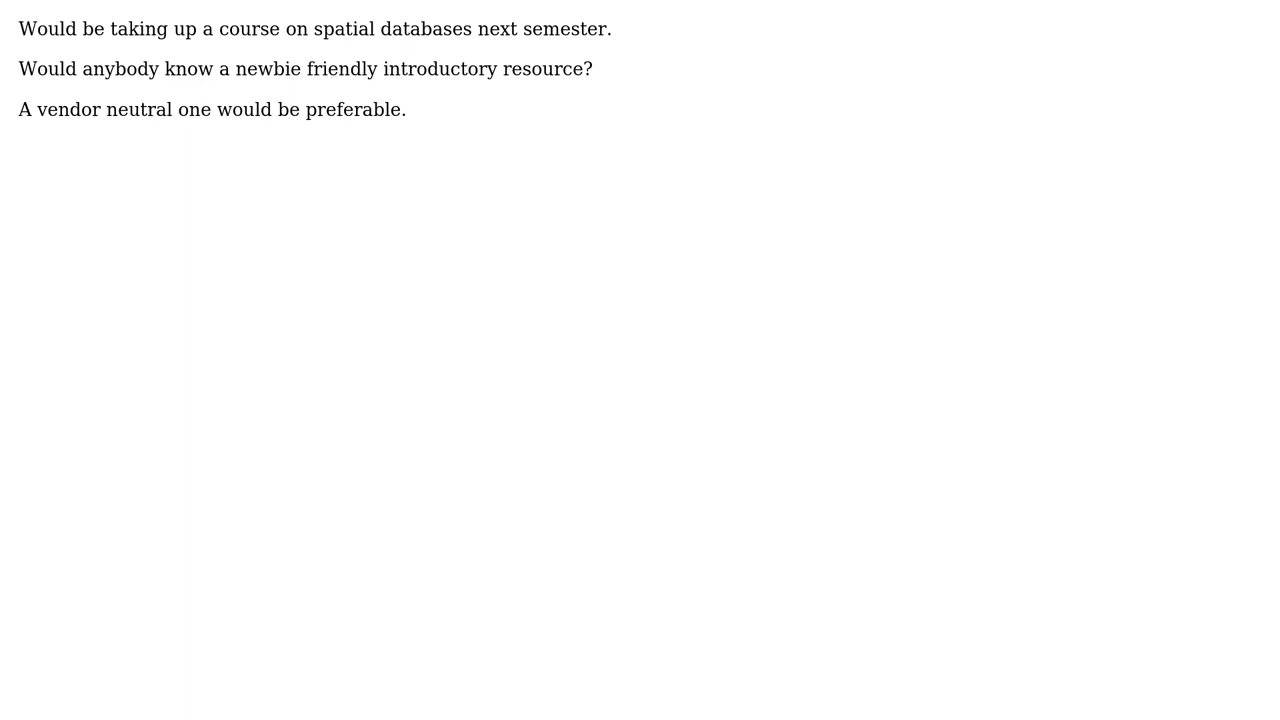 Would be taking up a course on spatial databases next semester.
Would anybody know a newbie friendly introductory resource?
A vendor neutral one would be preferable.